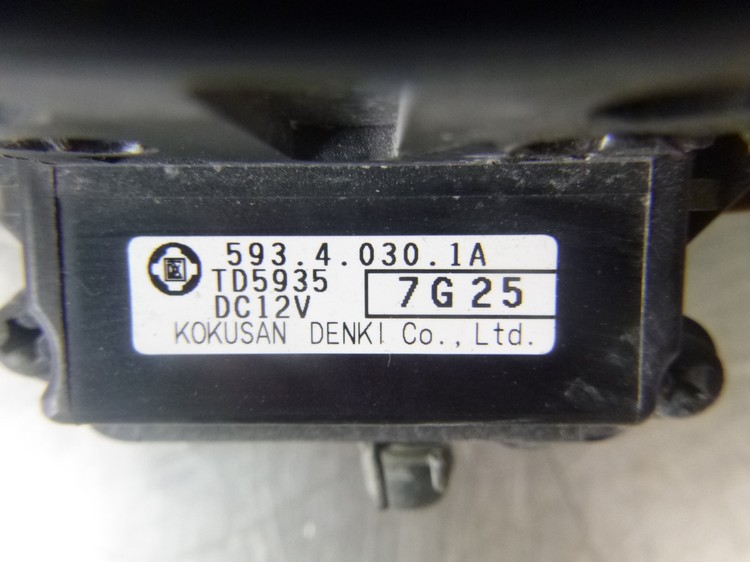 593.4.030.1A
TD5935
DC12V
7G25
KOKUSAN DENKI Co., Ltd.